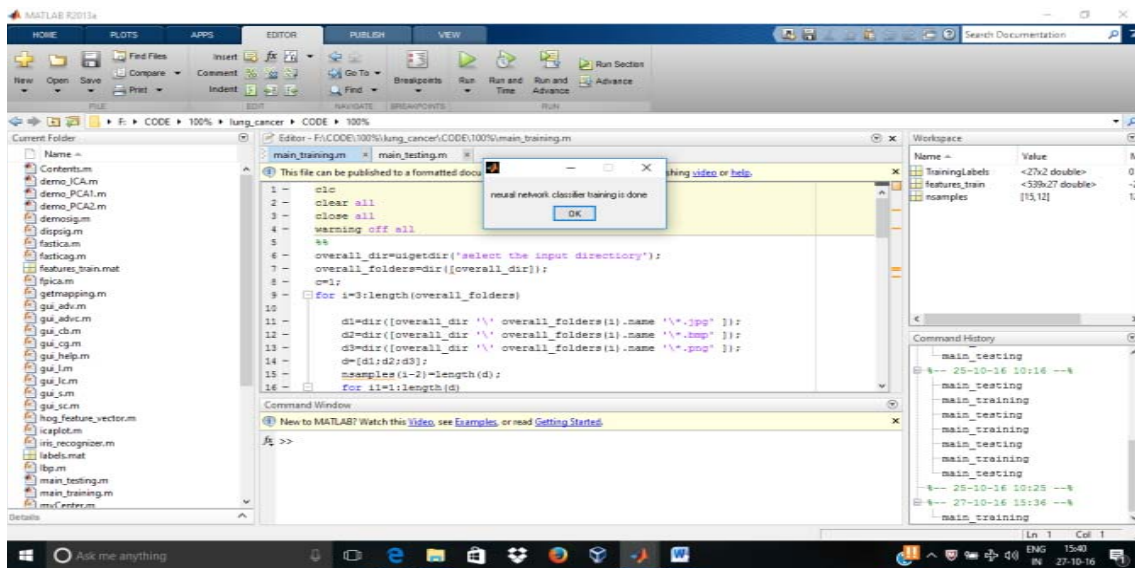 MATLAB R2013a
HOME PLOTS APPS EDITOR PUBLISH VIEW
Search Documentation
New Open Save
Find Files
Compare
Print
Insert
Comment
Indent
Go To
Find
Breakpoints
Run
Run and Time
Run and Advance
Run Section
Advance
FILE EDIT NAVIGATE BREAKPOINTS RUN
F: CODE 100% lung_cancer CODE 100%
Current Folder
Name
Contents.m
demo_ICA.m
demo_PCA1.m
demo_PCA2.m
demosig.m
dispsig.m
fastica.m
fasticag.m
features_train.mat
fpica.m
getmapping.m
gui_adv.m
gui_advc.m
gui_cb.m
gui_cg.m
gui_help.m
gui_l.m
gui_lc.m
gui_s.m
gui_sc.m
hog_feature_vector.m
icaplot.m
iris_recognizer.m
labels.mat
lbp.m
main_testing.m
main_training.m
myCenter.m
Details
Editor - F:\CODE\100%\lung_cancer\CODE\100%\main_training.m
main_training.m main_testing.m
This file can be published to a formatted docu
shing video or help.
1 - clc
2 - clear all
3 - close all
4 - warning off all
5 %%
6 - overall_dir=uigetdir('select the input directiory');
7 - overall_folders=dir([overall_dir]);
8 - c=1;
9 - for i=3:length(overall_folders)
10
11 - d1=dir([overall_dir '\' overall_folders(i).name '\*.jpg' ]);
12 - d2=dir([overall_dir '\' overall_folders(i).name '\*.bmp' ]);
13 - d3=dir([overall_dir '\' overall_folders(i).name '\*.png' ]);
14 - d=[d1;d2;d3];
15 - nsamples(i-2)=length(d);
16 - for i1=1:length(d)
neural network classifier training is done
OK
Command Window
New to MATLAB? Watch this Video, see Examples, or read Getting Started.
fx >>
Workspace
Name Value
TrainingLabels <27x2 double>
features_train <539x27 double>
nsamples [15,12]
Command History
main_testing
%-- 25-10-16 10:16 --%
main_testing
main_training
main_testing
main_training
main_testing
main_training
main_testing
%-- 25-10-16 10:25 --%
%-- 27-10-16 15:36 --%
main_training
Ln 1 Col 1
Ask me anything
ENG 15:40
IN 27-10-16